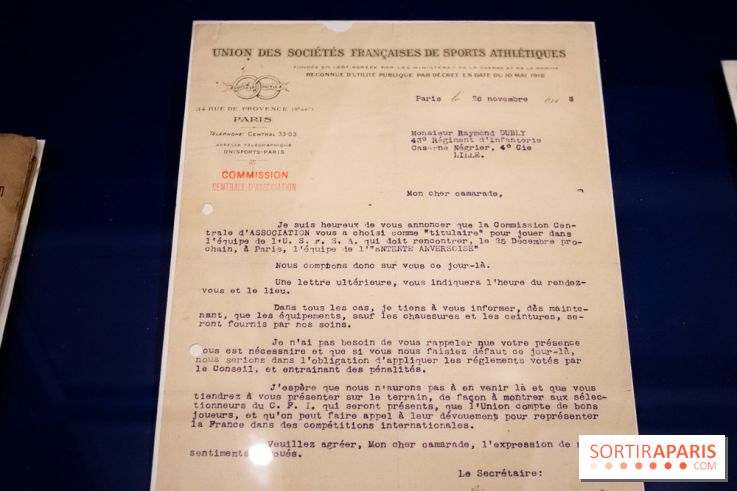 UNION DES SOCIÉTÉS FRANÇAISES DE SPORTS ATHLÉTIQUES
RECONNUE D'UTILITÉ PUBLIQUE PAR DÉCRET EN DATE DU 10 MAI 1912
34 RUE DE PROVENCE
PARIS
TÉLÉPHONE: CENTRAL 33-03
ADRESSE TÉLÉGRAPHIQUE
UNISPORTS-PARIS
COMMISSION
CENTRALE D'ASSOCIATION
Paris le 26 novembre 3
Monsieur Raymond DUBLY
43° Régiment d'Infanterie
Caserne Négrier, 4° Cie
LILLE.
Mon cher camarade,
Je suis heureux de vous annoncer que la Commission Cen-
trale d'ASSOCIATION vous a choisi comme "titulaire" pour jouer dans
l'équipe de l'U. S. F. S. A. qui doit rencontrer, le 25 Décembre pro-
chain, à Paris, l'équipe de l'"ENTENTE ANVERSOISE"
Nous comptons donc sur vous ce jour-là.
Une lettre ultérieure, vous indiquera l'heure du rendez-
vous et le lieu.
Dans tous les cas, je tiens à vous informer, dès mainte-
nant, que les équipements, sauf les chaussures et les ceintures, se-
ront fournis par nos soins.
Je n'ai pas besoin de vous rappeler que votre présence
nous est nécessaire et que si vous nous faisiez défaut ce jour-là,
nous serions dans l'obligation d'appliquer les réglements votés par
le Conseil, et entrainant des pénalités.
J'espère que nous n'aurons pas à en venir là et que vous
tiendrez à vous présenter sur le terrain, de façon à montrer aux sélec-
tionneurs du C. F. I. qui seront présents, que l'Union compte de bons
joueurs, et qu'on peut faire appel à leur dévouement pour représenter
la France dans des compétitions internationales.
Veuillez agréer, Mon cher camarade, l'expression de
sentiments
Le Secrétaire:
SORTIRAPARIS
.COM